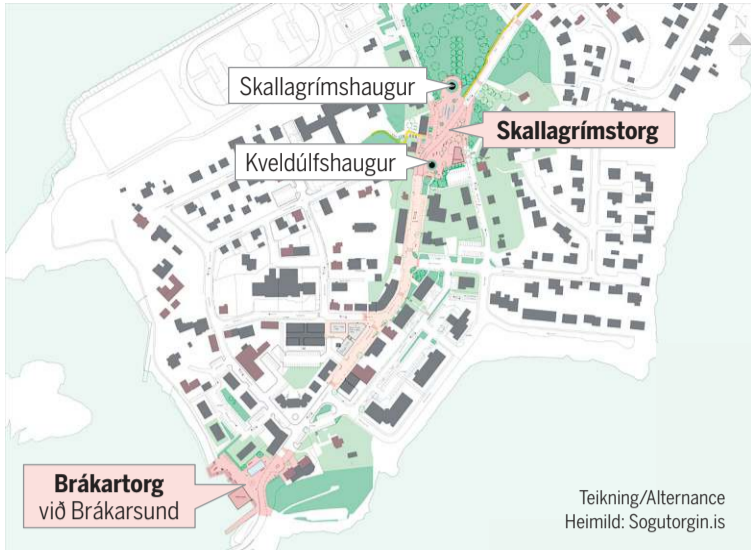 N
Skallagrímshaugur
Skallagrímstorg
Kveldúlfshaugur
Brákartorg
við Brákarsund
Teikning/Alternance
Heimild: Sogutorgin.is